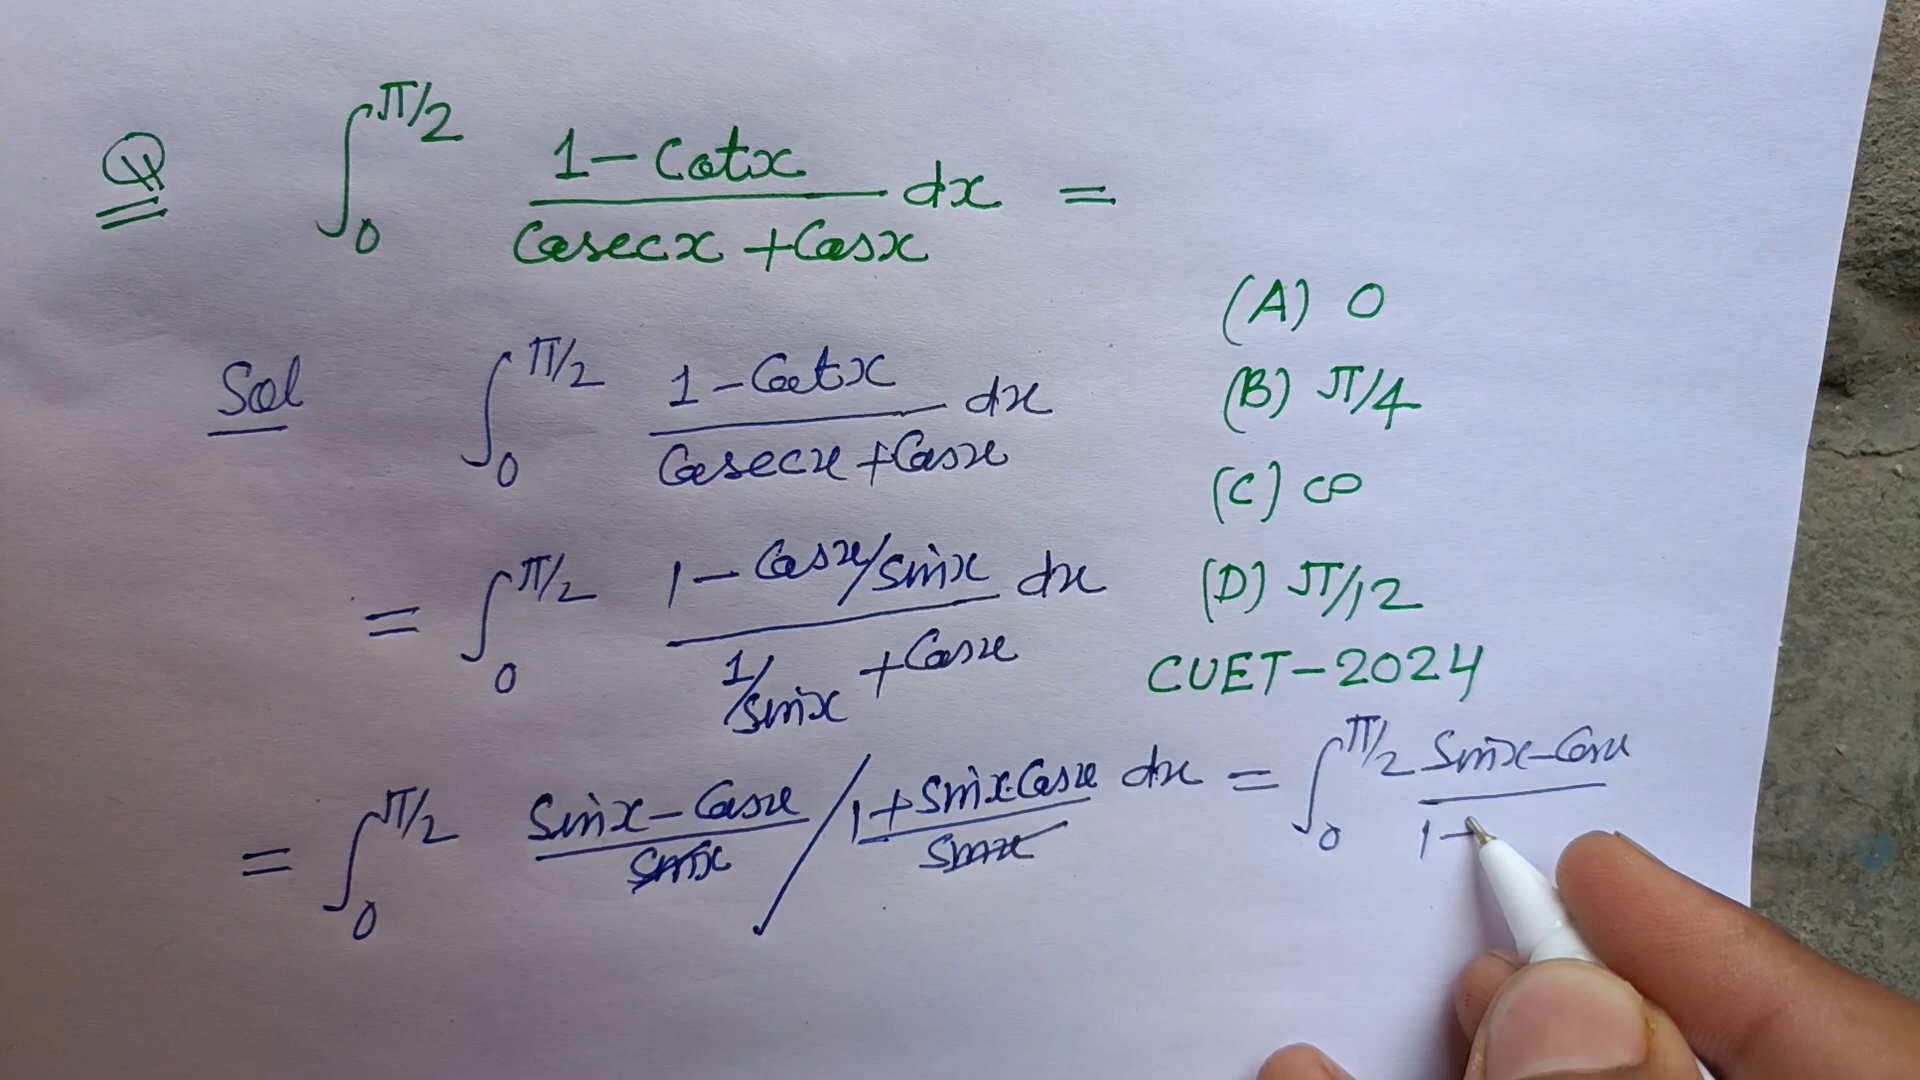 Q ∫₀^π/2 (1 - Cotx)/(Cosecx + Cosx) dx =
(A) 0
(B) π/4
(C) ∞
(D) π/12
CUET-2024
Sol ∫₀^π/2 (1 - Cotx)/(Cosecx + Cosx) dx
= ∫₀^π/2 (1 - Cosx/sinx)/(1/sinx + Cosx) dx
= ∫₀^π/2 (Sinx - Cosx)/Sinx / (1 + Sinx·Cosx)/Sinx dx = ∫₀^π/2 (Sinx - Cosx)/(1 -